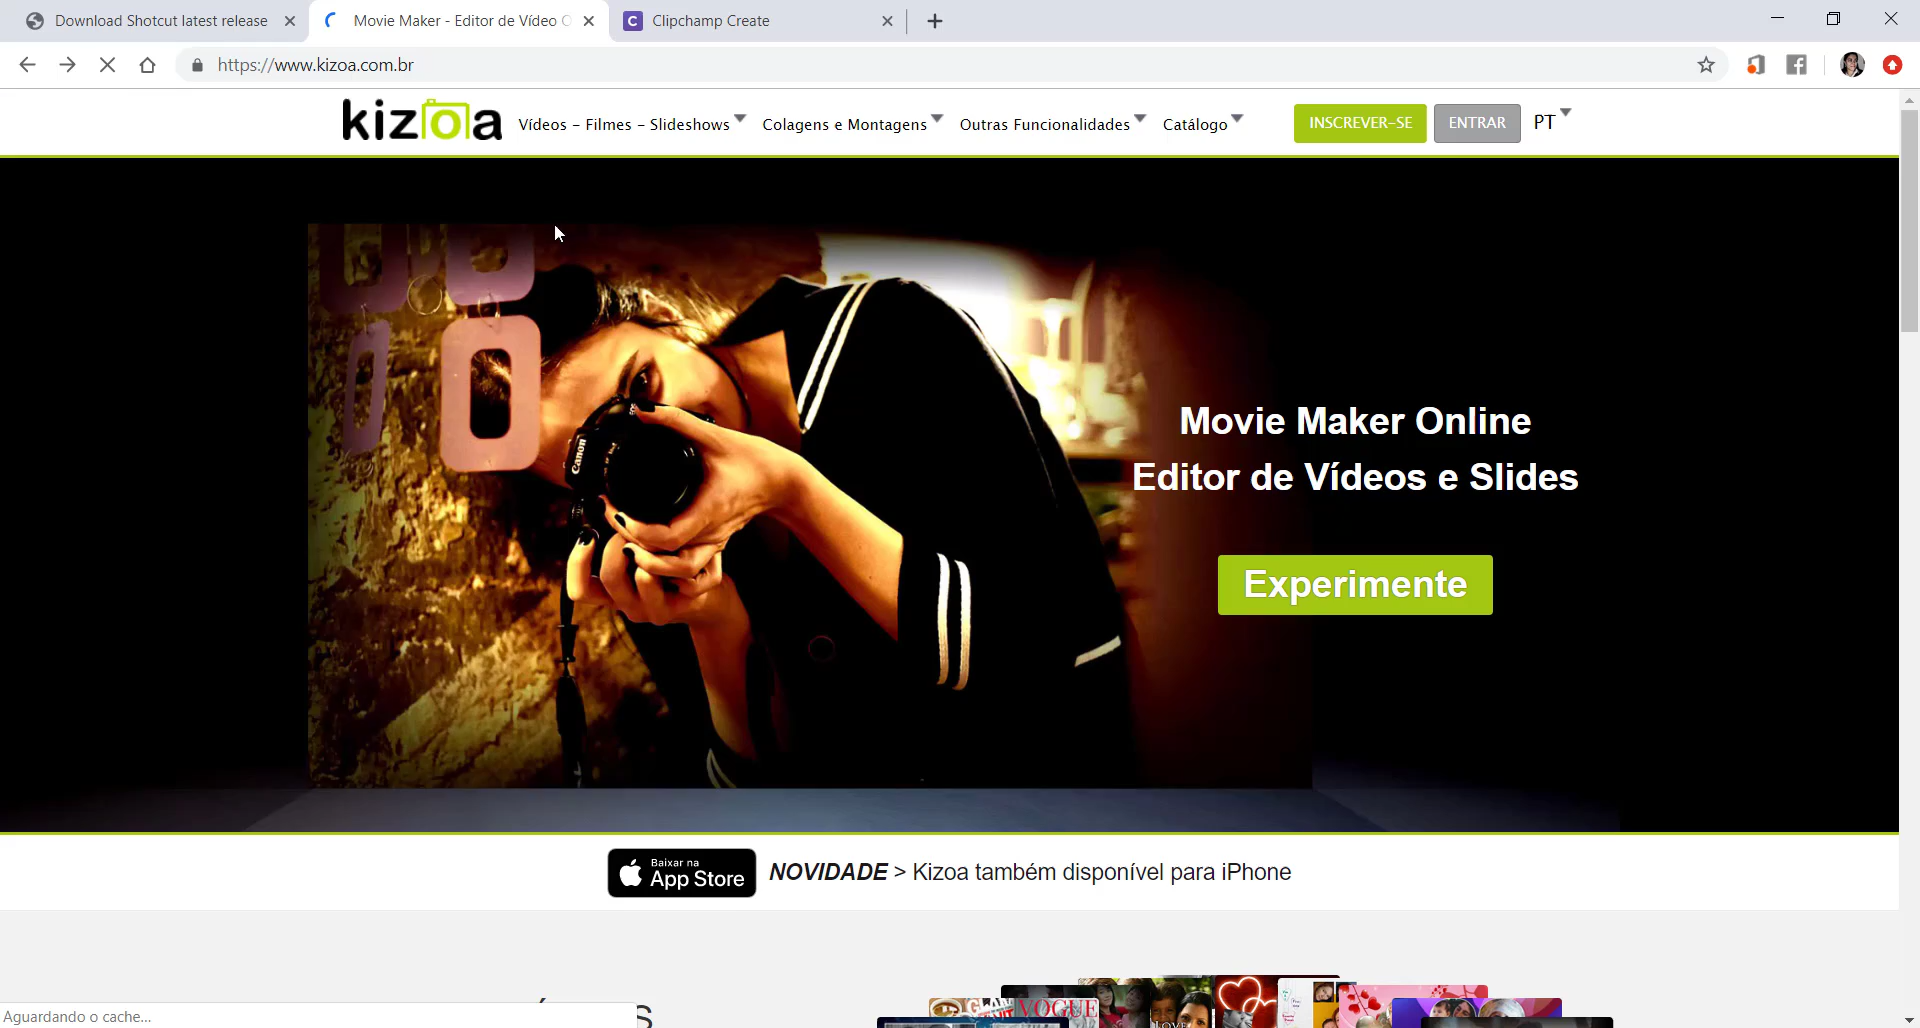 Download Shotcut latest release
Movie Maker - Editor de Vídeo O
Clipchamp Create
https://www.kizoa.com.br
kizoa
Vídeos – Filmes – Slideshows
Colagens e Montagens
Outras Funcionalidades
Catálogo
INSCREVER-SE
ENTRAR
PT
Canon
Movie Maker Online
Editor de Vídeos e Slides
Experimente
Baixar na
App Store
NOVIDADE > Kizoa também disponível para iPhone
VOGUE
LOVE
Aguardando o cache...